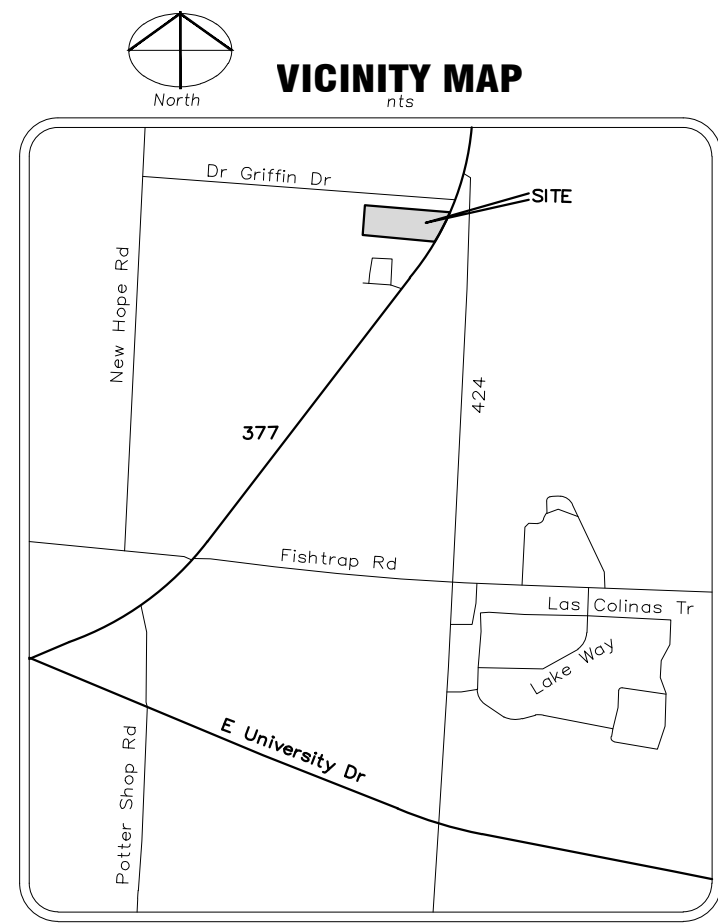 VICINITY MAP
North
nts
Dr Griffin Dr
SITE
New Hope Rd
424
377
Fishtrap Rd
Las Colinas Tr
Lake Way
E University Dr
Potter Shop Rd